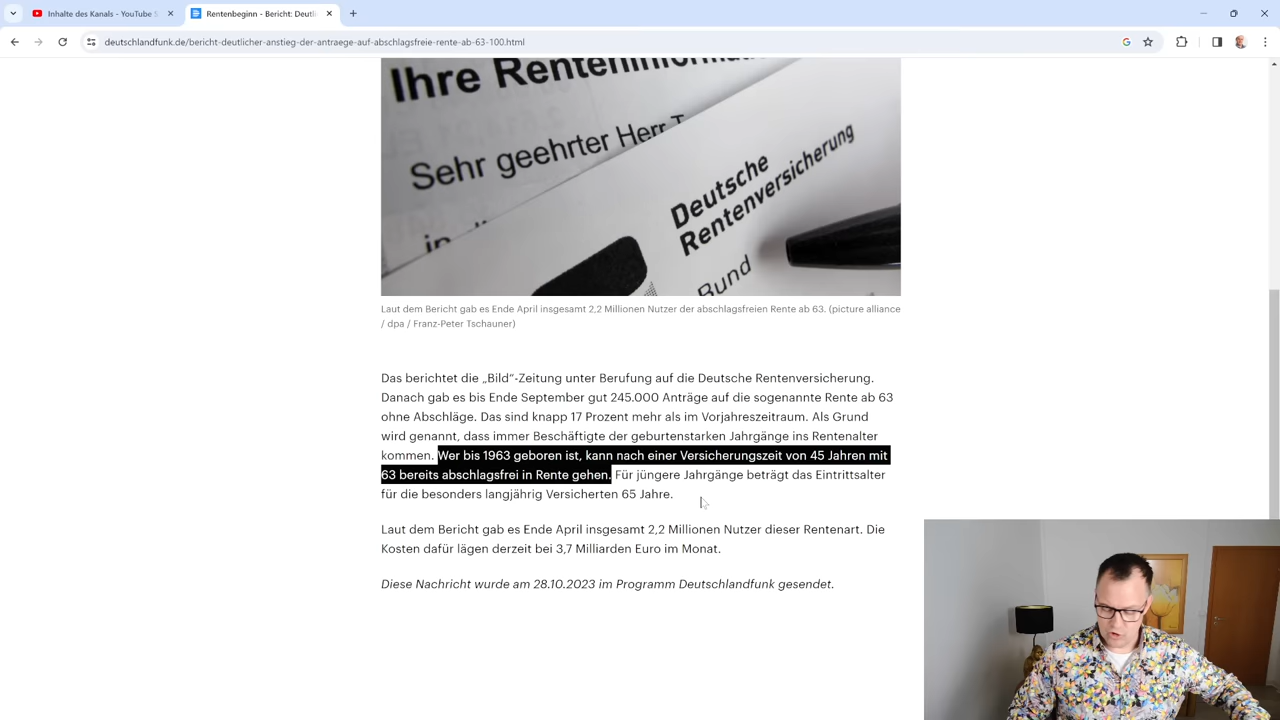 Inhalte des Kanals - YouTube S
Rentenbeginn - Bericht: Deutli
deutschlandfunk.de/bericht-deutlicher-anstieg-der-antraege-auf-abschlagsfreie-rente-ab-63-100.html
Ihre Renteninformat
Sehr geehrter Herr T
Deutsche
Rentenversicherung
Bund
Laut dem Bericht gab es Ende April insgesamt 2,2 Millionen Nutzer der abschlagsfreien Rente ab 63. (picture alliance
/ dpa / Franz-Peter Tschauner)
Das berichtet die „Bild“-Zeitung unter Berufung auf die Deutsche Rentenversicherung.
Danach gab es bis Ende September gut 245.000 Anträge auf die sogenannte Rente ab 63
ohne Abschläge. Das sind knapp 17 Prozent mehr als im Vorjahreszeitraum. Als Grund
wird genannt, dass immer Beschäftigte der geburtenstarken Jahrgänge ins Rentenalter
kommen. Wer bis 1963 geboren ist, kann nach einer Versicherungszeit von 45 Jahren mit
63 bereits abschlagsfrei in Rente gehen. Für jüngere Jahrgänge beträgt das Eintrittsalter
für die besonders langjährig Versicherten 65 Jahre.
Laut dem Bericht gab es Ende April insgesamt 2,2 Millionen Nutzer dieser Rentenart. Die
Kosten dafür lägen derzeit bei 3,7 Milliarden Euro im Monat.
Diese Nachricht wurde am 28.10.2023 im Programm Deutschlandfunk gesendet.